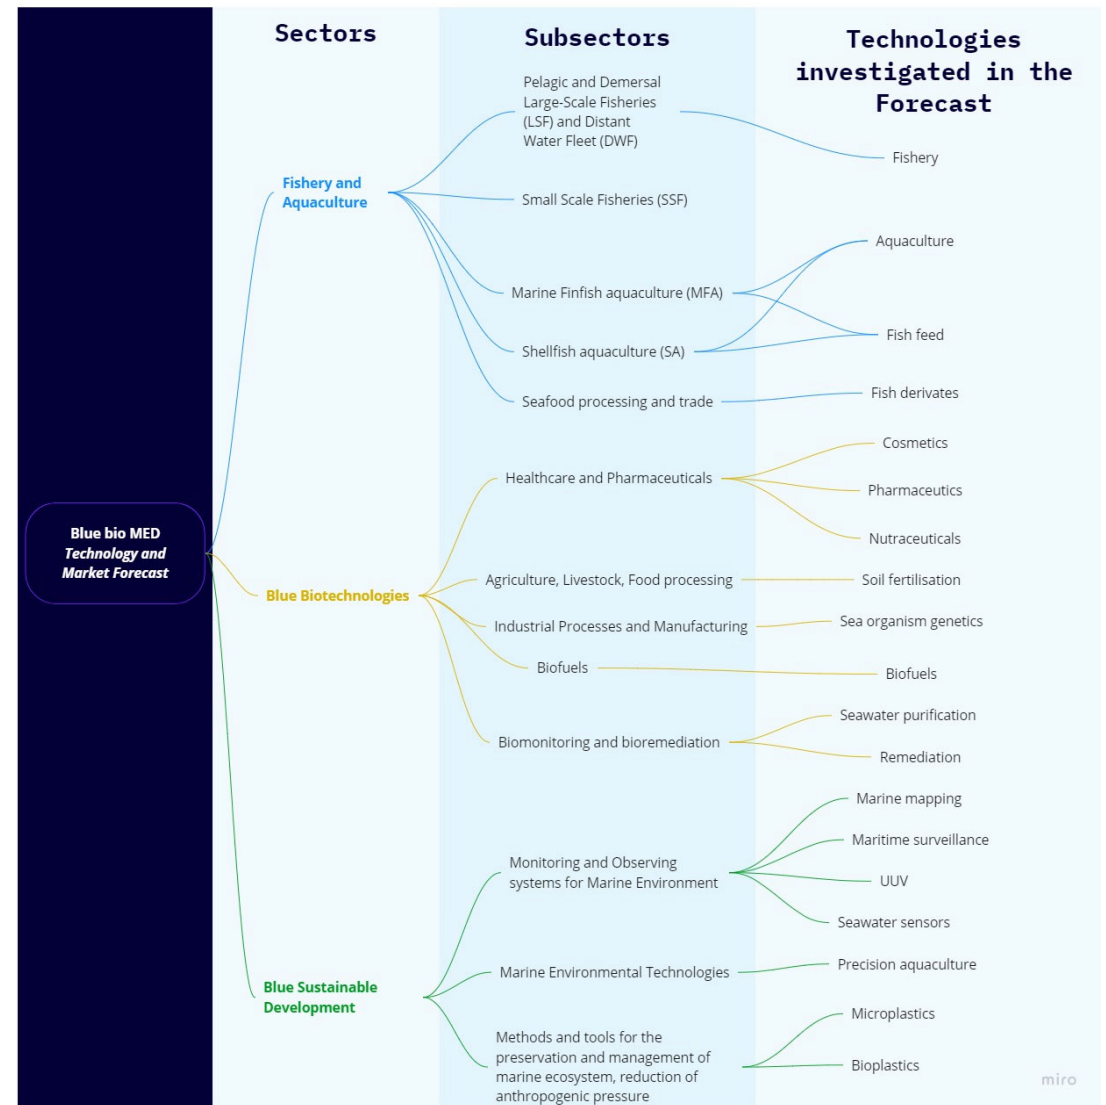 Sectors
Subsectors
Technologies
investigated in the
Forecast
Blue bio MED
Technology and
Market Forecast
Fishery and
Aquaculture
Pelagic and Demersal
Large-Scale Fisheries
(LSF) and Distant
Water Fleet (DWF)
Fishery
Small Scale Fisheries (SSF)
Marine Finfish aquaculture (MFA)
Aquaculture
Shellfish aquaculture (SA)
Fish feed
Seafood processing and trade
Fish derivates
Blue Biotechnologies
Healthcare and Pharmaceuticals
Cosmetics
Pharmaceutics
Nutraceuticals
Agriculture, Livestock, Food processing
Soil fertilisation
Industrial Processes and Manufacturing
Sea organism genetics
Biofuels
Biofuels
Biomonitoring and bioremediation
Seawater purification
Remediation
Blue Sustainable
Development
Monitoring and Observing
systems for Marine Environment
Marine mapping
Maritime surveillance
UUV
Seawater sensors
Marine Environmental Technologies
Precision aquaculture
Methods and tools for the
preservation and management of
marine ecosystem, reduction of
anthropogenic pressure
Microplastics
Bioplastics
miro